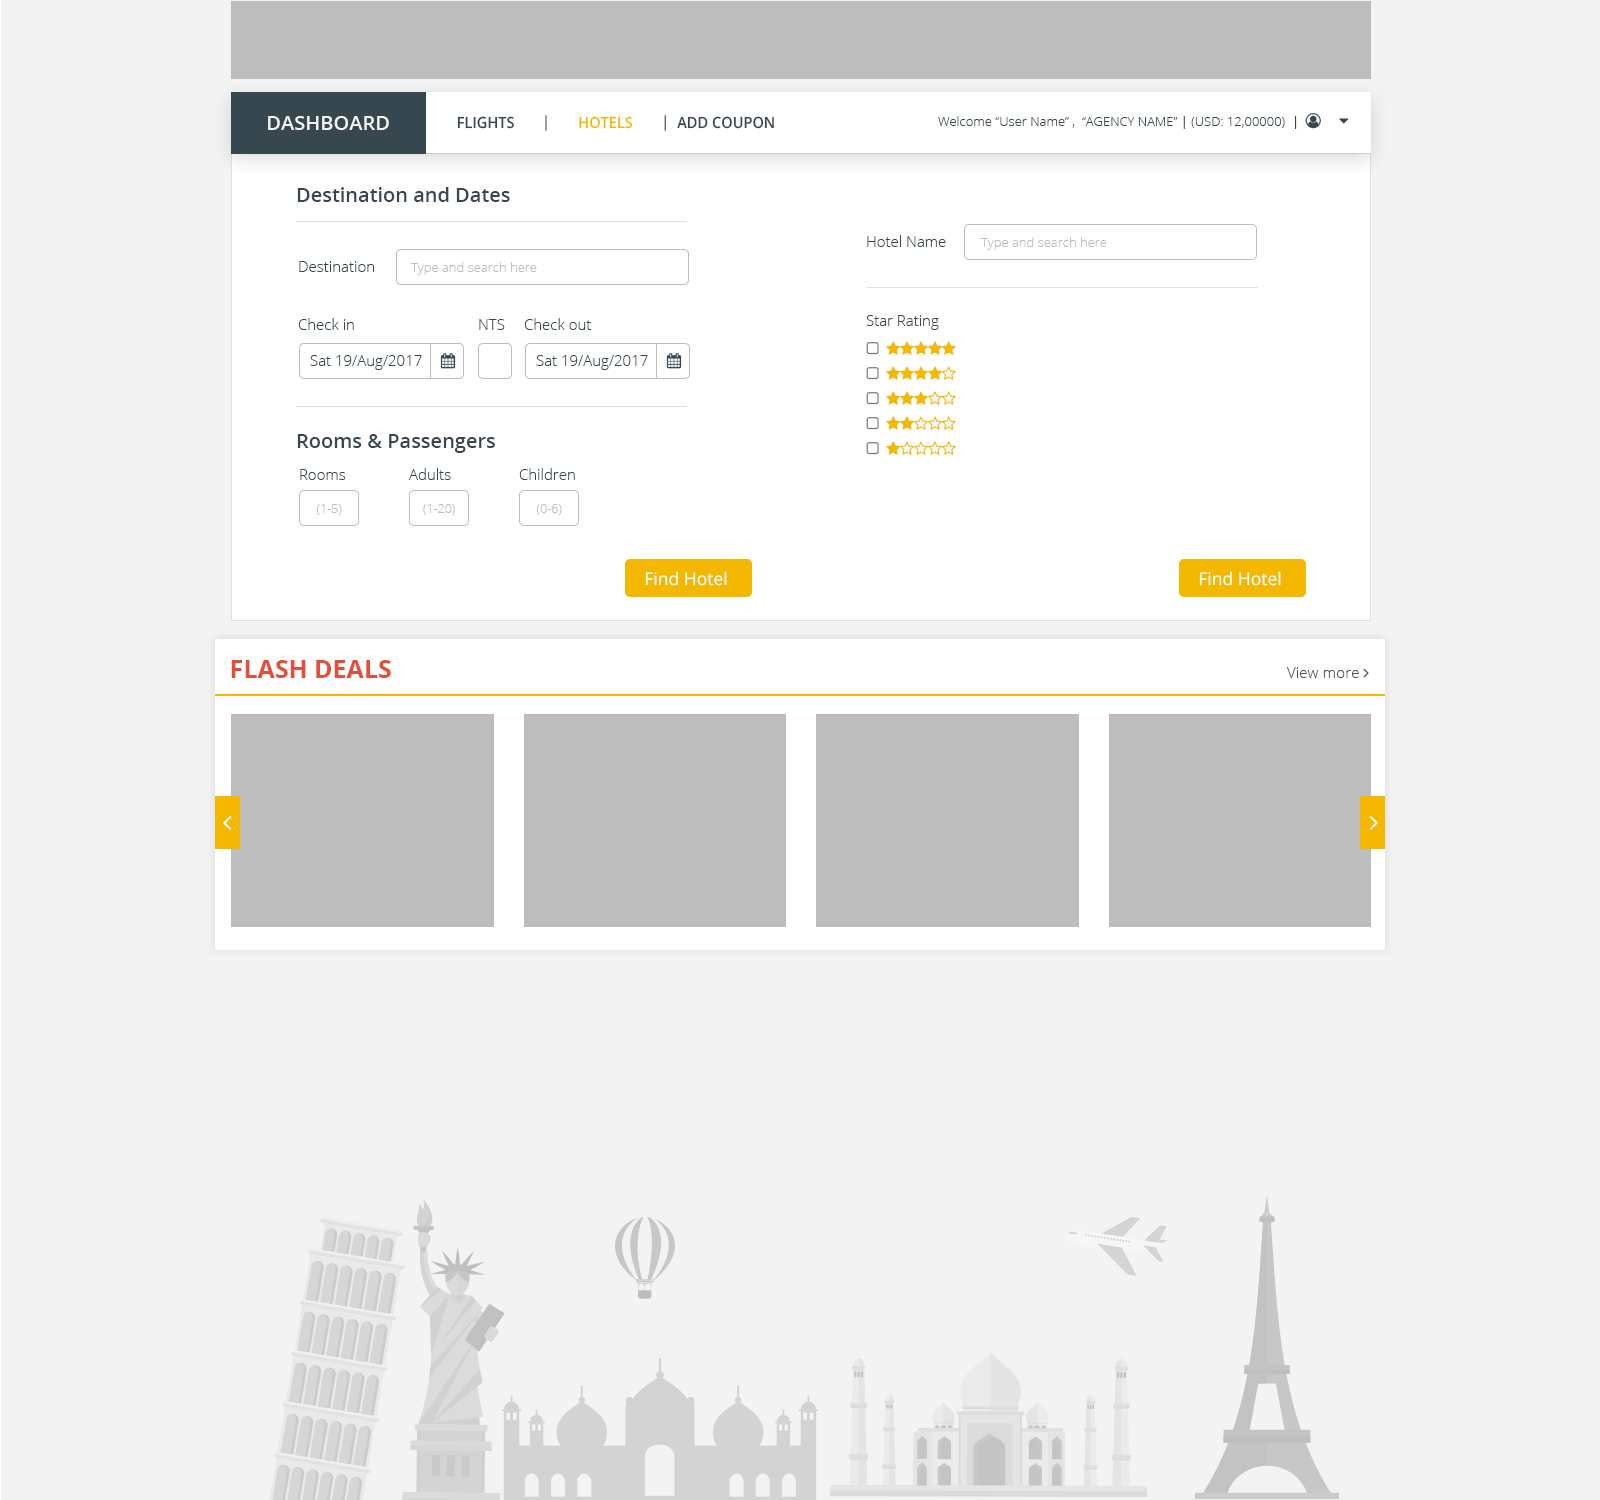 DASHBOARD
FLIGHTS | HOTELS | ADD COUPON
Welcome “User Name” , “AGENCY NAME” | (USD: 12,00000) |
Destination and Dates
Destination
Type and search here
Check in
NTS
Check out
Sat 19/Aug/2017
Sat 19/Aug/2017
Rooms & Passengers
Rooms
Adults
Children
(1-5)
(1-20)
(0-6)
Find Hotel
Hotel Name
Type and search here
Star Rating
Find Hotel
FLASH DEALS
View more